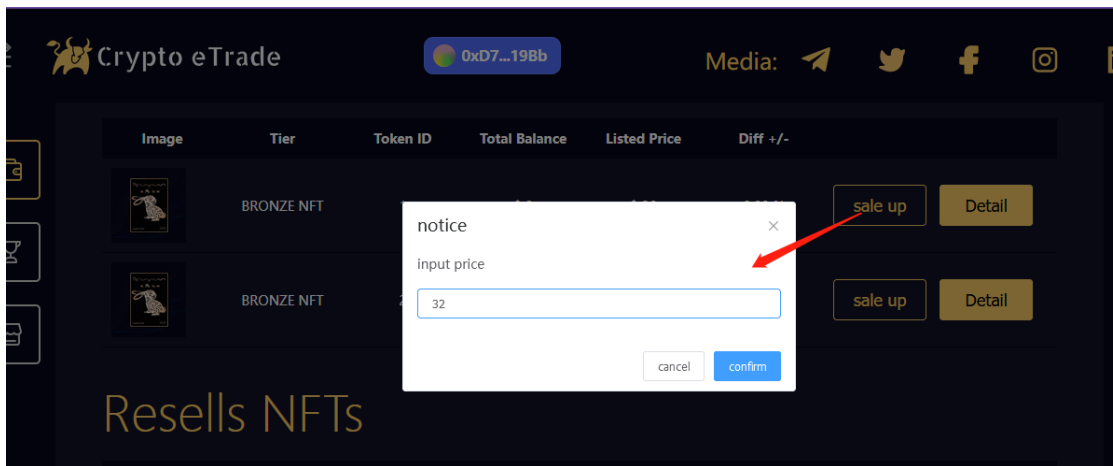 Crypto eTrade
0xD7...19Bb
Media:
Image Tier Token ID Total Balance Listed Price Diff +/-
BRONZE NFT sale up Detail
notice
input price
32
BRONZE NFT sale up Detail
cancel confirm
Resells NFTs